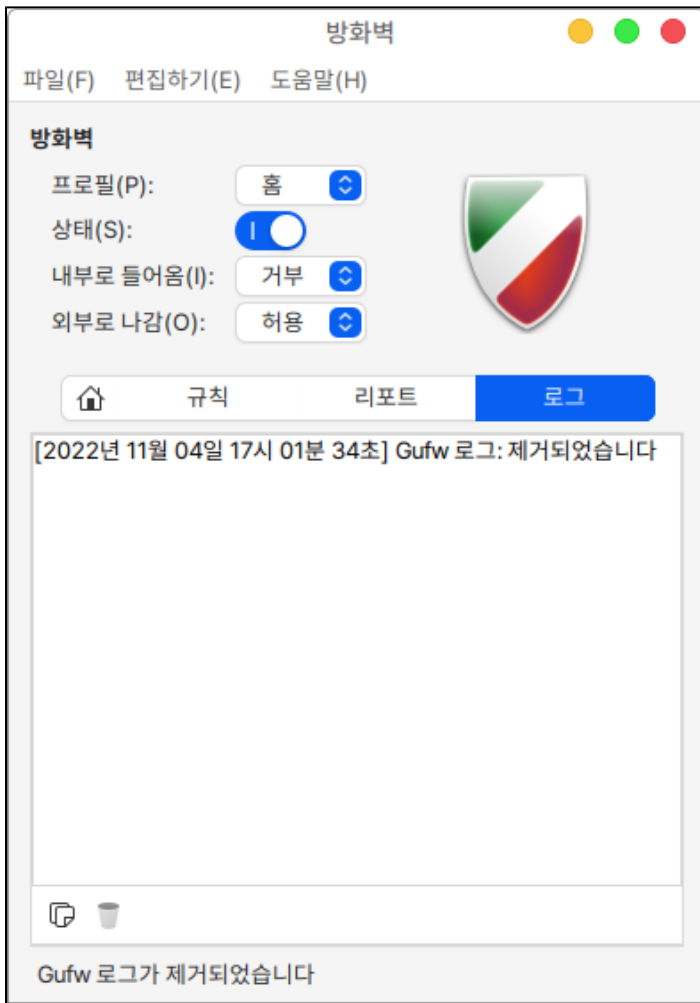 방화벽
파일(F) 편집하기(E) 도움말(H)
방화벽
프로필(P): 홈
상태(S):
내부로 들어옴(I): 거부
외부로 나감(O): 허용
규칙 리포트 로그
[2022년 11월 04일 17시 01분 34초] Gufw 로그: 제거되었습니다
Gufw 로그가 제거되었습니다